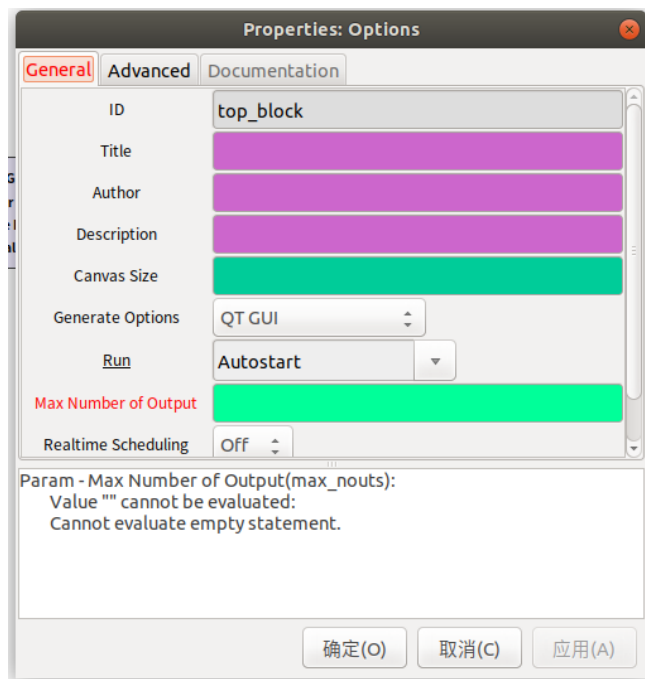 Properties: Options
General Advanced Documentation
ID top_block
Title
Author
Description
Canvas Size
Generate Options QT GUI
Run Autostart
Max Number of Output
Realtime Scheduling Off
Param - Max Number of Output(max_nouts):
Value "" cannot be evaluated:
Cannot evaluate empty statement.
确定(O) 取消(C) 应用(A)